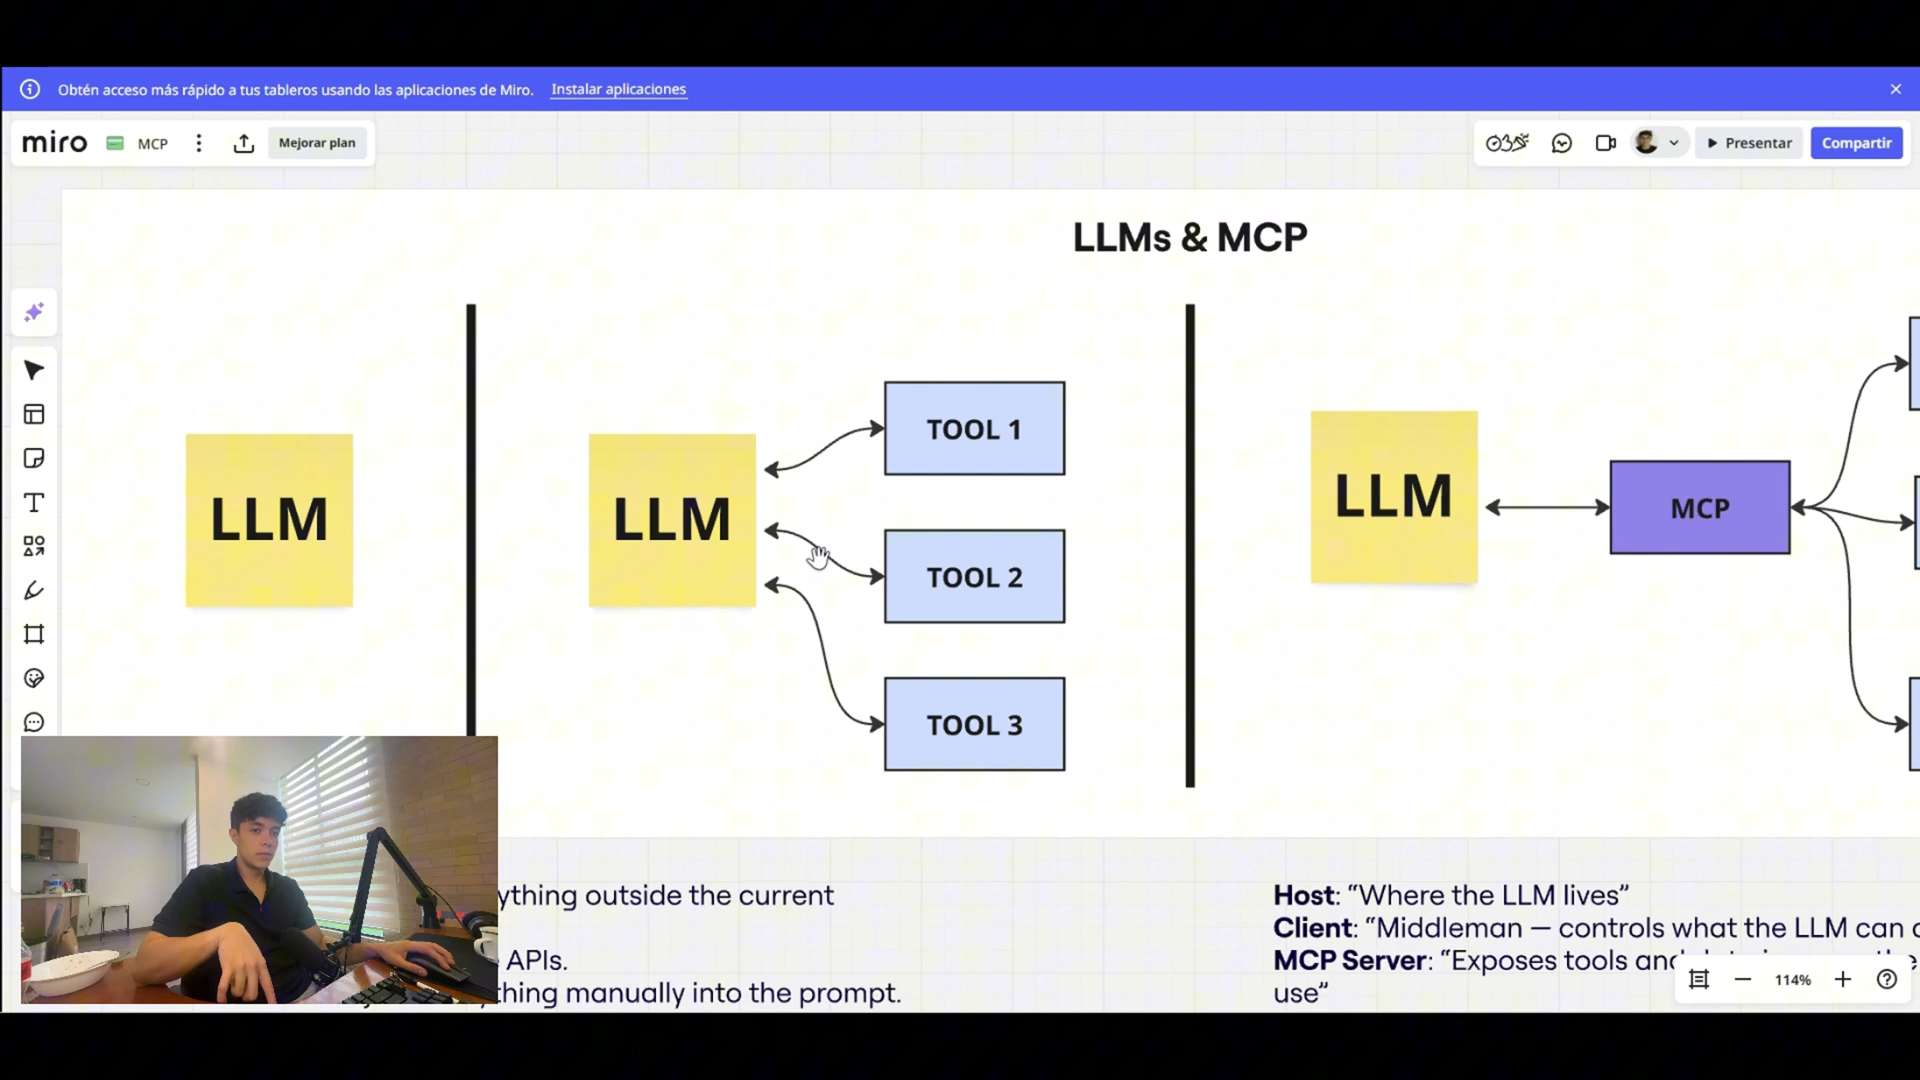 Obtén acceso más rápido a tus tableros usando las aplicaciones de Miro. Instalar aplicaciones
miro MCP Mejorar plan
Presentar Compartir
LLMs & MCP
LLM
LLM
TOOL 1
TOOL 2
TOOL 3
LLM
MCP
ything outside the current
APIs.
thing manually into the prompt.
Host: “Where the LLM lives”
Client: “Middleman — controls what the LLM can
MCP Server: “Exposes tools and
use”
114%